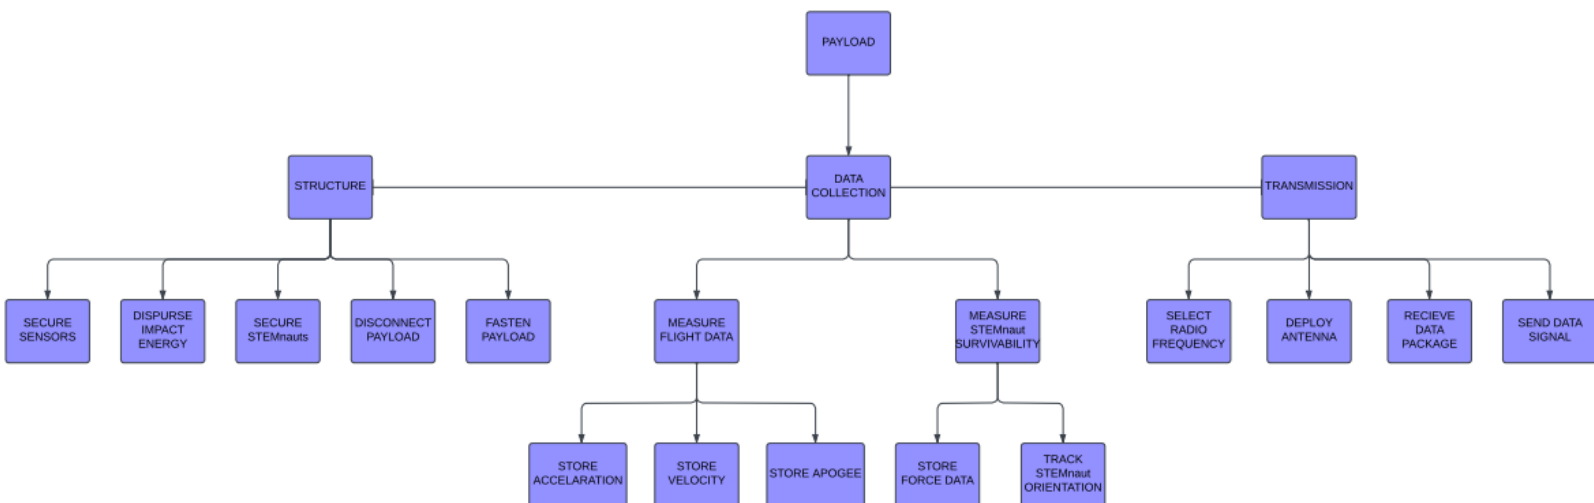 PAYLOAD
STRUCTURE
DATA
COLLECTION
TRANSMISSION
SECURE
SENSORS
DISPURSE
IMPACT
ENERGY
SECURE
STEMnauts
DISCONNECT
PAYLOAD
FASTEN
PAYLOAD
MEASURE
FLIGHT DATA
MEASURE
STEMnaut
SURVIVABILITY
SELECT
RADIO
FREQUENCY
DEPLOY
ANTENNA
RECIEVE
DATA
PACKAGE
SEND DATA
SIGNAL
STORE
ACCELARATION
STORE
VELOCITY
STORE APOGEE
STORE
FORCE DATA
TRACK
STEMnaut
ORIENTATION